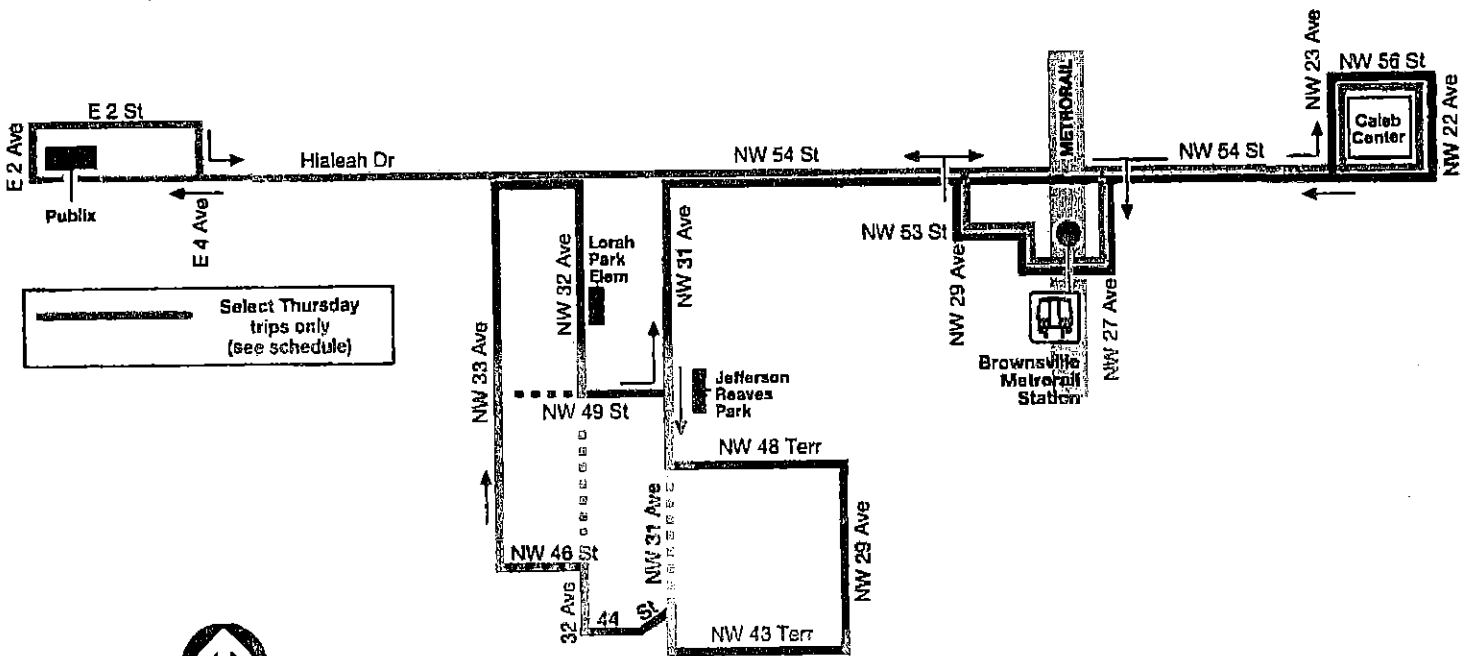 NW 23 Ave
NW 56 St
Caleb
Center
NW 22 Ave
METRORAIL
E 2 St
E 2 Ave
Hialeah Dr
NW 54 St
NW 54 St
Publix
E 4 Ave
NW 53 St
NW 29 Ave
NW 27 Ave
Brownsville
Metrorail
Station
Lorah
Park
Elem
NW 32 Ave
NW 31 Ave
Select Thursday
trips only
(see schedule)
NW 33 Ave
Jefferson
Reaves
Park
NW 49 St
NW 48 Terr
NW 31 Ave
NW 29 Ave
NW 46 St
32 Ave
44 St
NW 43 Terr